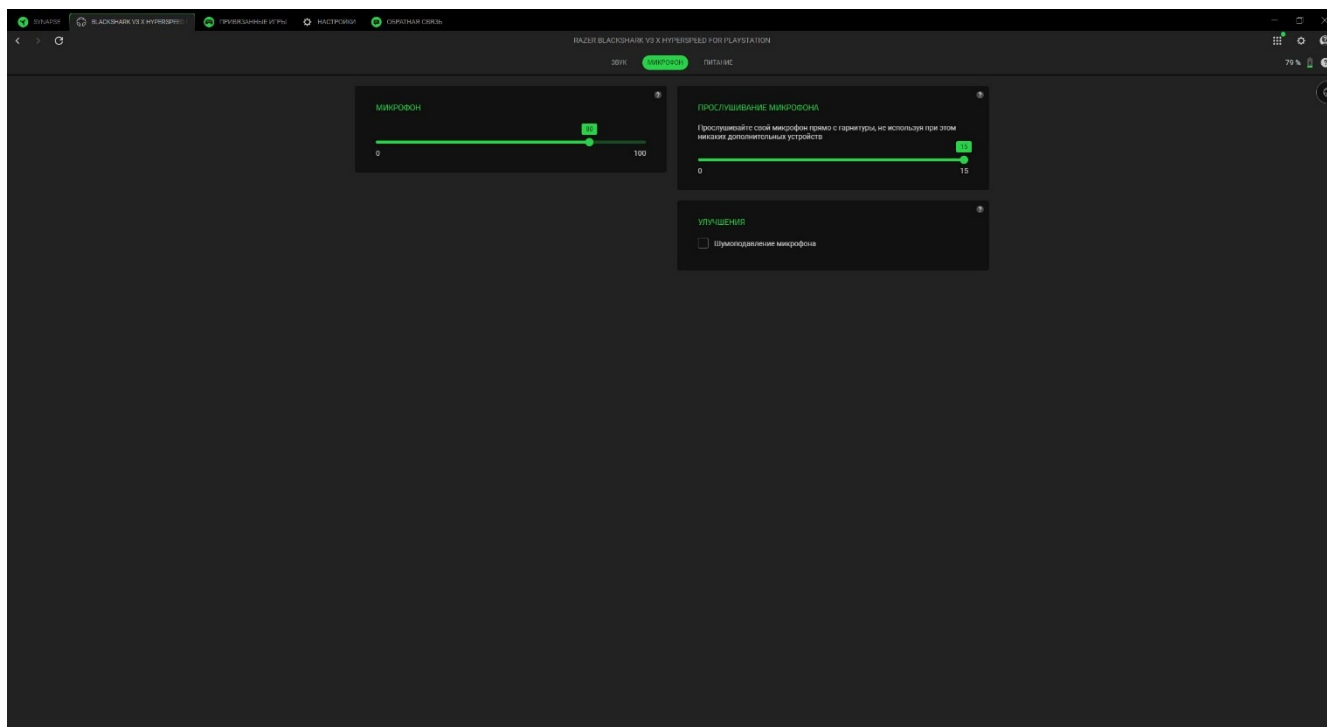 SYNAPSE BLACKSHARK V3 X HYPERSPEED ПРИВЯЗАННЫЕ ИГРЫ НАСТРОЙКИ ОБРАТНАЯ СВЯЗЬ
RAZER BLACKSHARK V3 X HYPERSPEED FOR PLAYSTATION
ЗВУК МИКРОФОН ПИТАНИЕ
79 %
МИКРОФОН
0 100
ПРОСЛУШИВАНИЕ МИКРОФОНА
Прослушивайте свой микрофон прямо с гарнитуры, не используя при этом
никаких дополнительных устройств
15
0 15
УЛУЧШЕНИЯ
Шумоподавление микрофона